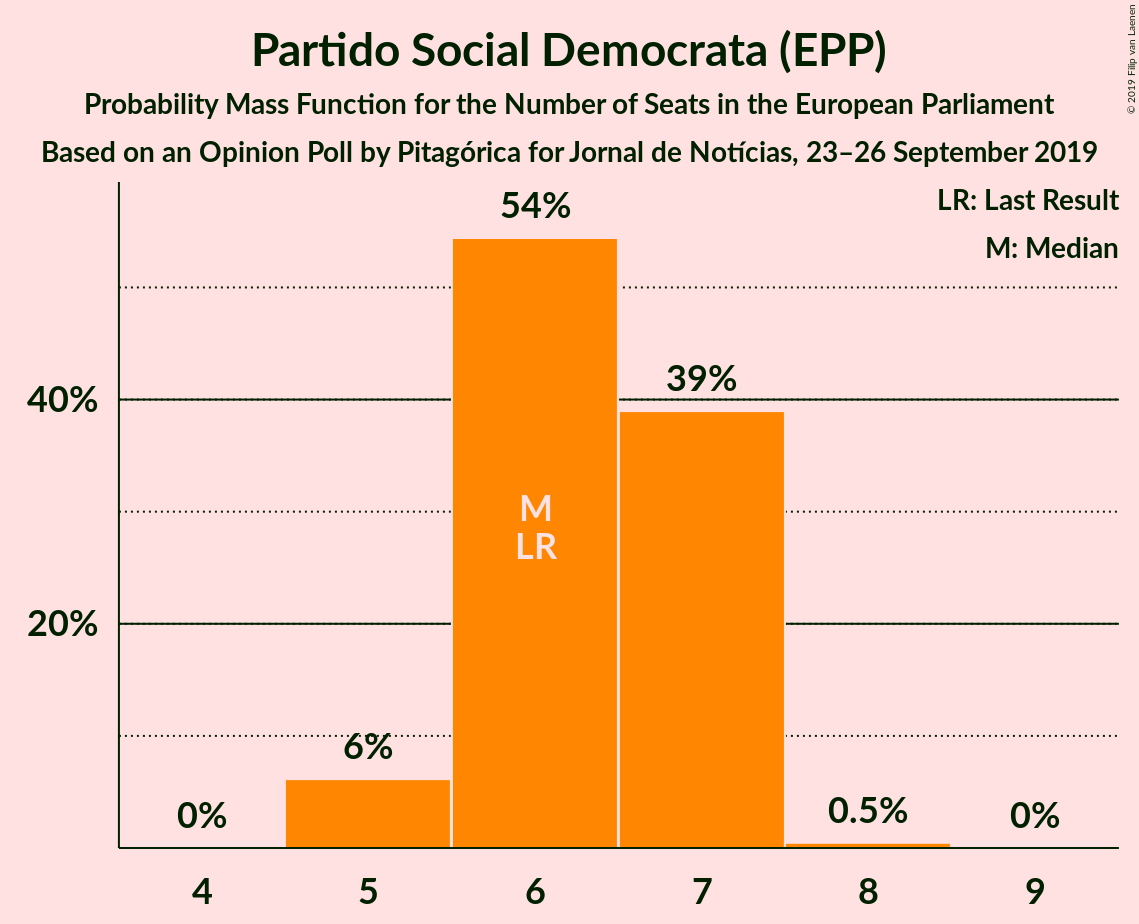 Partido Social Democrata (EPP)
Probability Mass Function for the Number of Seats in the European Parliament
Based on an Opinion Poll by Pitagórica for Jornal de Notícias, 23–26 September 2019
© 2019 Filip van Laenen
LR: Last Result
M: Median
54%
39%
40%
M
LR
20%
6%
0.5%
0%
0%
4 5 6 7 8 9